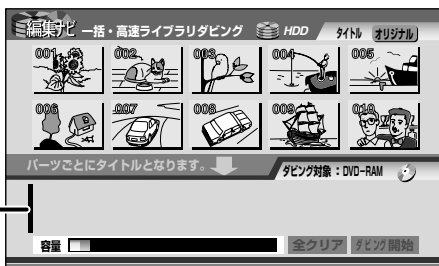 編集ナビ 一括・高速ライブラリダビング HDD タイトル オリジナル
001 002 003 004 005
006 007 008 009 010
パーツごとにタイトルとなります。 ダビング対象：DVD-RAM
容量 全クリア ダビング開始